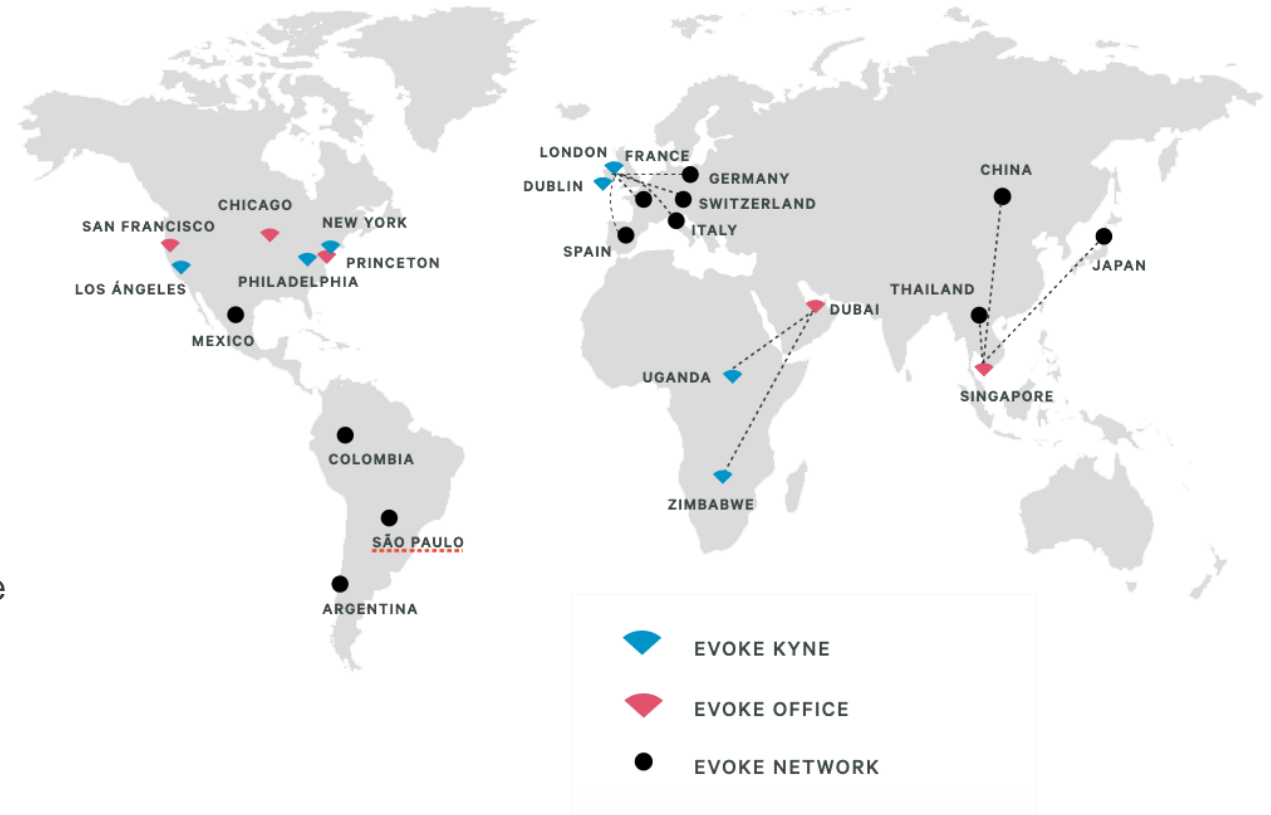 LONDON
FRANCE
DUBLIN
GERMANY
SWITZERLAND
ITALY
SPAIN
CHINA
JAPAN
THAILAND
SINGAPORE
CHICAGO
SAN FRANCISCO
NEW YORK
PRINCETON
LOS ÁNGELES
PHILADELPHIA
MEXICO
DUBAI
UGANDA
ZIMBABWE
COLOMBIA
SÃO PAULO
ARGENTINA
e
EVOKE KYNE
EVOKE OFFICE
EVOKE NETWORK